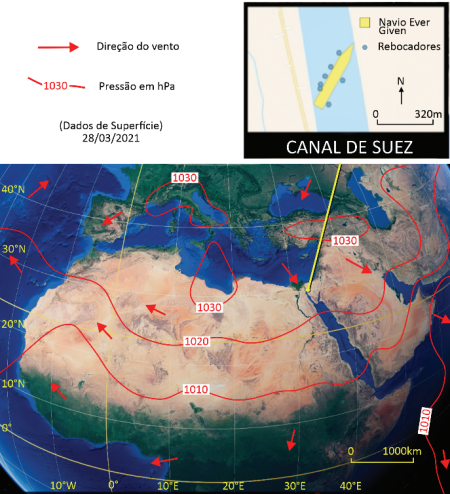 Direção do vento
1030
Pressão em hPa
(Dados de Superfície)
28/03/2021
Navio Ever
Given
Rebocadores
N
0
320m
CANAL DE SUEZ
40°N
30°N
20°N
10°N
0°
1030
1030
1030
1020
1010
1010
10°W
0°
10°E
20°E
30°E
40°E
0
1000km